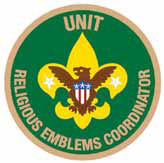 UNIT
RELIGIOUS EMBLEMS COORDINATOR